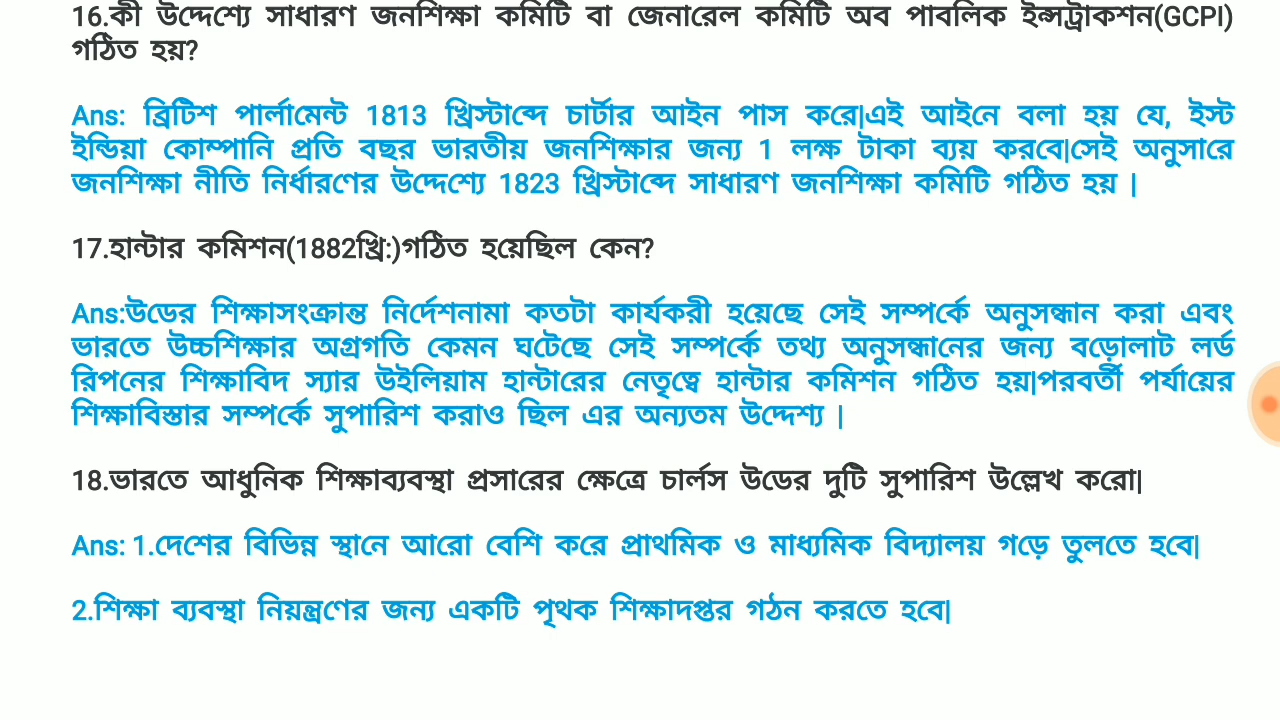 16.কী উদ্দেশ্যে সাধারণ জনশিক্ষা কমিটি বা জেনারেল কমিটি অব পাবলিক ইন্সট্রাকশন(GCPI)
গঠিত হয়?
Ans: ব্রিটিশ পার্লামেন্ট 1813 খ্রিস্টাব্দে চার্টার আইন পাস করে|এই আইনে বলা হয় যে, ইস্ট
ইন্ডিয়া কোম্পানি প্রতি বছর ভারতীয় জনশিক্ষার জন্য 1 লক্ষ টাকা ব্যয় করবে|সেই অনুসারে
জনশিক্ষা নীতি নির্ধারণের উদ্দেশ্যে 1823 খ্রিস্টাব্দে সাধারণ জনশিক্ষা কমিটি গঠিত হয় |
17.হান্টার কমিশন(1882খ্রি:)গঠিত হয়েছিল কেন?
Ans:উডের শিক্ষাসংক্রান্ত নির্দেশনামা কতটা কার্যকরী হয়েছে সেই সম্পর্কে অনুসন্ধান করা এবং
ভারতে উচ্চশিক্ষার অগ্রগতি কেমন ঘটেছে সেই সম্পর্কে তথ্য অনুসন্ধানের জন্য বড়োলাট লর্ড
রিপনের শিক্ষাবিদ স্যার উইলিয়াম হান্টারের নেতৃত্বে হান্টার কমিশন গঠিত হয়|পরবর্তী পর্যায়ের
শিক্ষাবিস্তার সম্পর্কে সুপারিশ করাও ছিল এর অন্যতম উদ্দেশ্য |
18.ভারতে আধুনিক শিক্ষাব্যবস্থা প্রসারের ক্ষেত্রে চার্লস উডের দুটি সুপারিশ উল্লেখ করো|
Ans: 1.দেশের বিভিন্ন স্থানে আরো বেশি করে প্রাথমিক ও মাধ্যমিক বিদ্যালয় গড়ে তুলতে হবে|
2.শিক্ষা ব্যবস্থা নিয়ন্ত্রণের জন্য একটি পৃথক শিক্ষাদপ্তর গঠন করতে হবে|